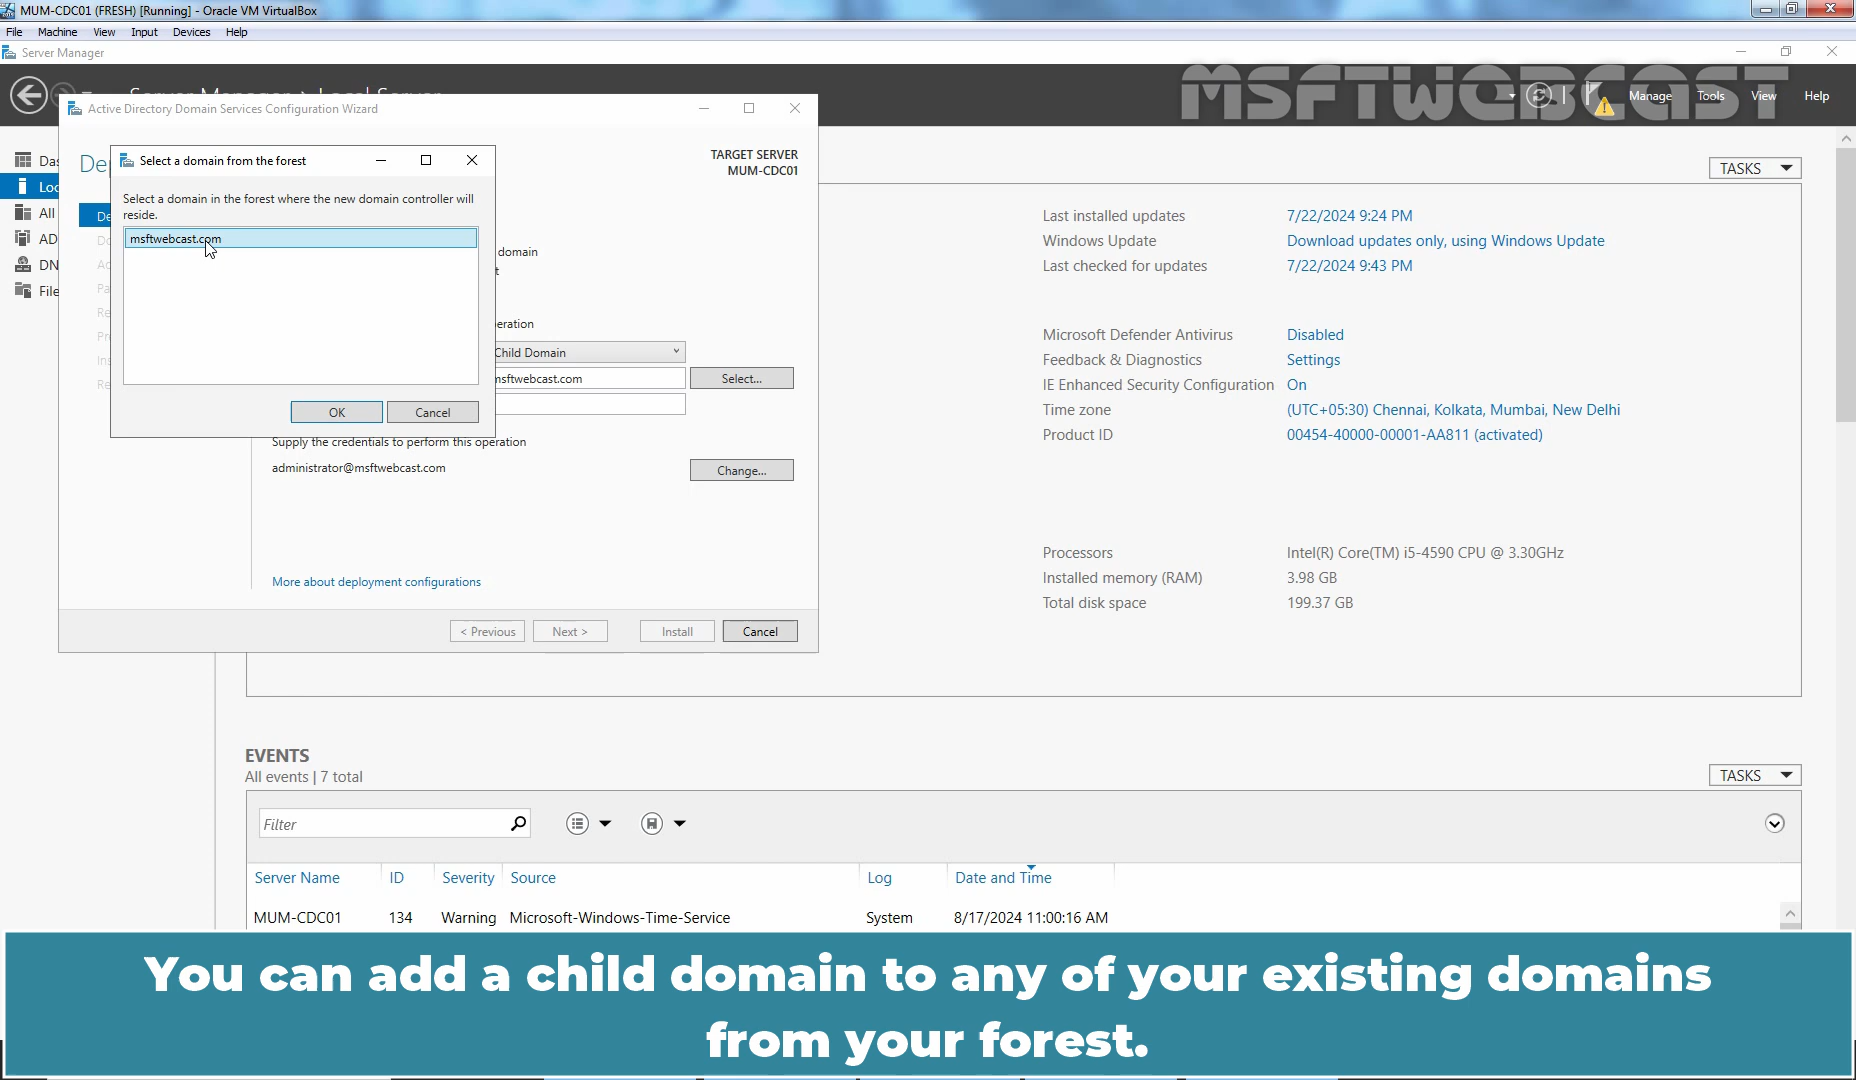 MUM-CDC01 (FRESH) [Running] - Oracle VM VirtualBox
File Machine View Input Devices Help
Server Manager
MSFTWEBCAST
Manage Tools View Help
Active Directory Domain Services Configuration Wizard
TARGET SERVER
MUM-CDC01
Select a domain from the forest
Select a domain in the forest where the new domain controller will
reside.
msftwebcast.com
OK Cancel
domain
Child Domain
msftwebcast.com Select...
Supply the credentials to perform this operation
administrator@msftwebcast.com Change...
More about deployment configurations
< Previous Next > Install Cancel
All
AD
TASKS
Last installed updates 7/22/2024 9:24 PM
Windows Update Download updates only, using Windows Update
Last checked for updates 7/22/2024 9:43 PM
Microsoft Defender Antivirus Disabled
Feedback & Diagnostics Settings
IE Enhanced Security Configuration On
Time zone (UTC+05:30) Chennai, Kolkata, Mumbai, New Delhi
Product ID 00454-40000-00001-AA811 (activated)
Processors Intel(R) Core(TM) i5-4590 CPU @ 3.30GHz
Installed memory (RAM) 3.98 GB
Total disk space 199.37 GB
EVENTS
All events | 7 total
TASKS
Filter
Server Name ID Severity Source Log Date and Time
MUM-CDC01 134 Warning Microsoft-Windows-Time-Service System 8/17/2024 11:00:16 AM
You can add a child domain to any of your existing domains
from your forest.